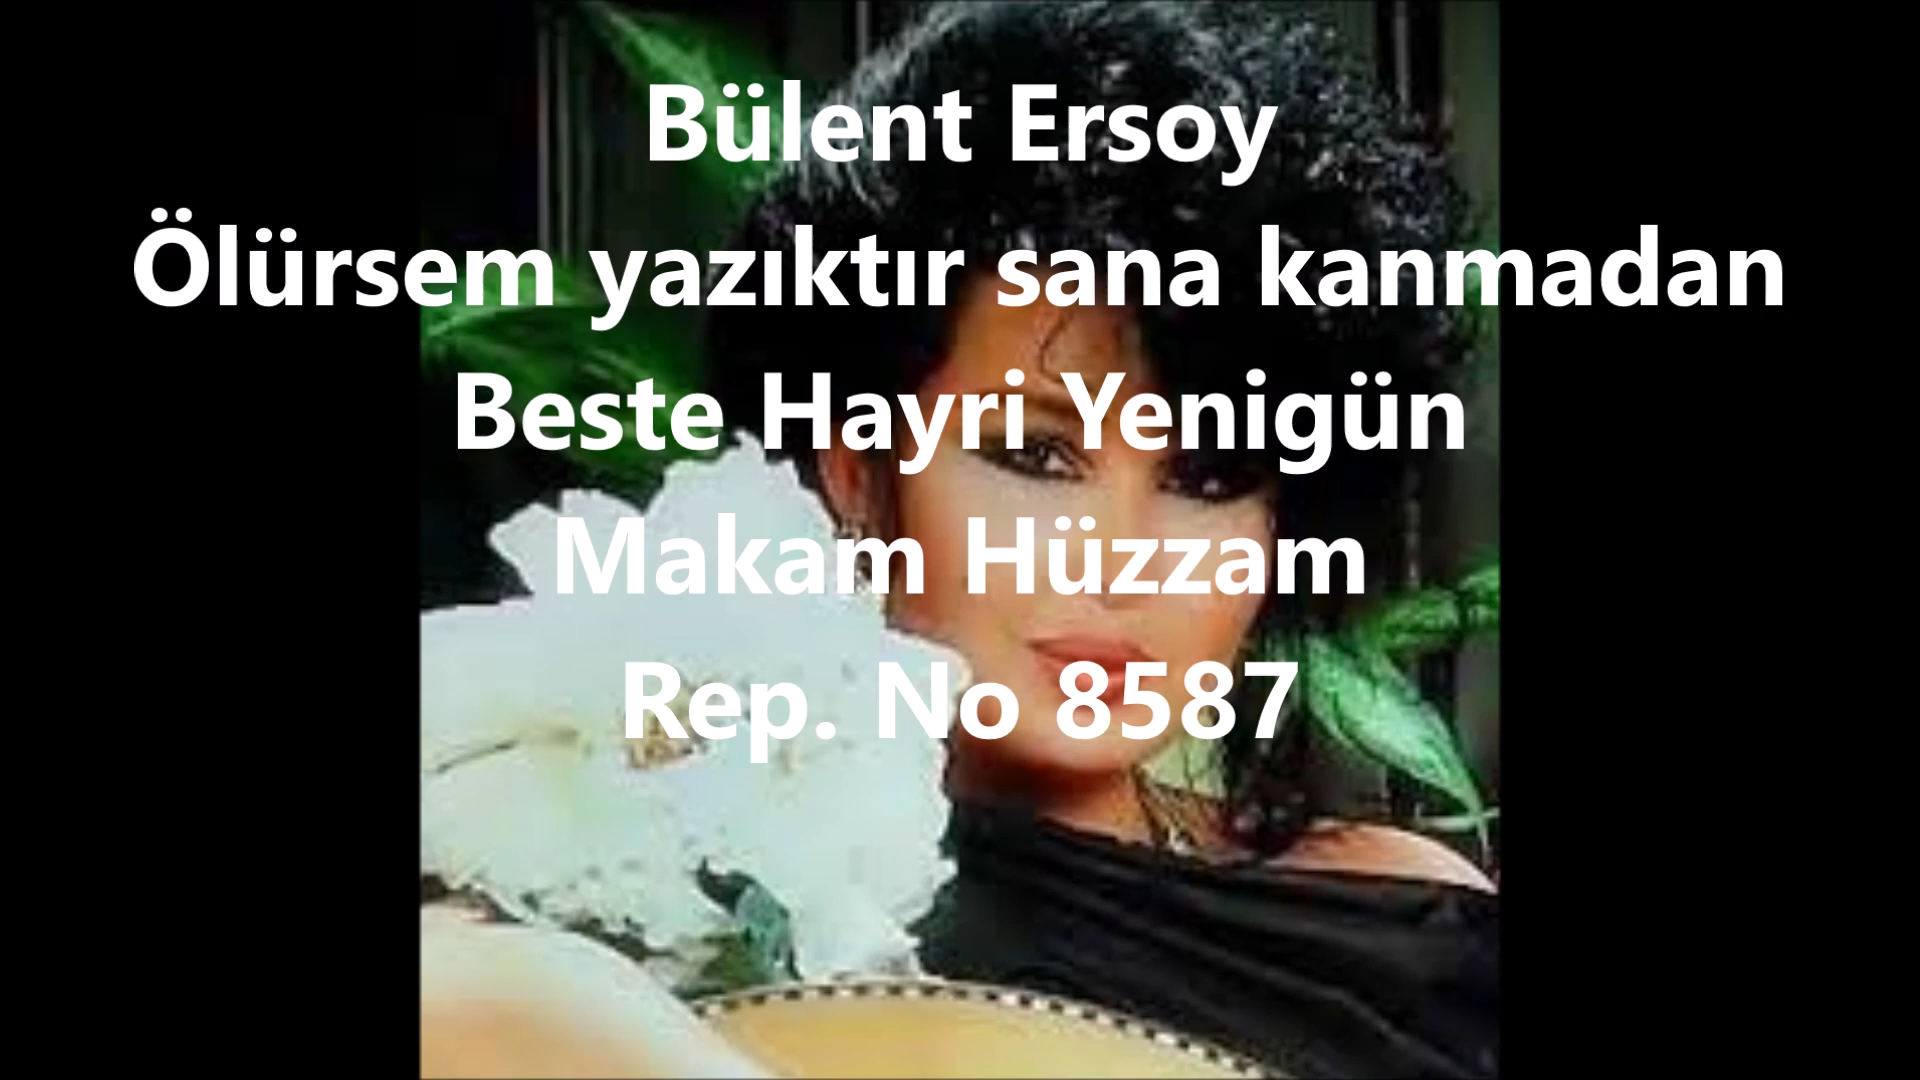 Bülent Ersoy
Ölürsem yazıktır sana kanmadan
Beste Hayri Yenigün
Makam Hüzzam
Rep. No 8587